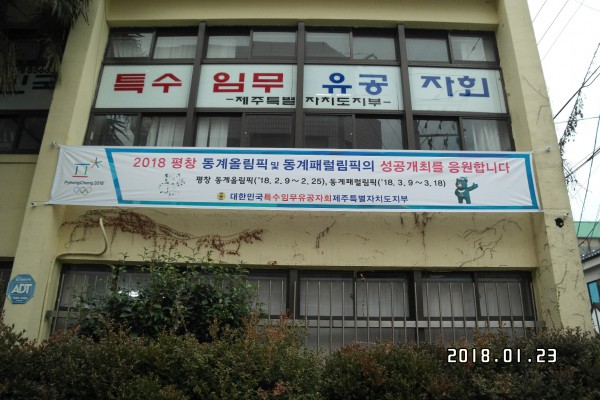 특수 임무 유공 자회
-제주특별 자치도지부-
2018 평창 동계올림픽 및 동계패럴림픽의 성공개최를 응원합니다
평창 동계올림픽('18, 2. 9 ~ 2. 25), 동계패럴림픽('18, 3. 9 ~ 3. 18)
대한민국특수임무유공자회제주특별자치도지부
PyeongChang 2018
ADT
2018.01.23